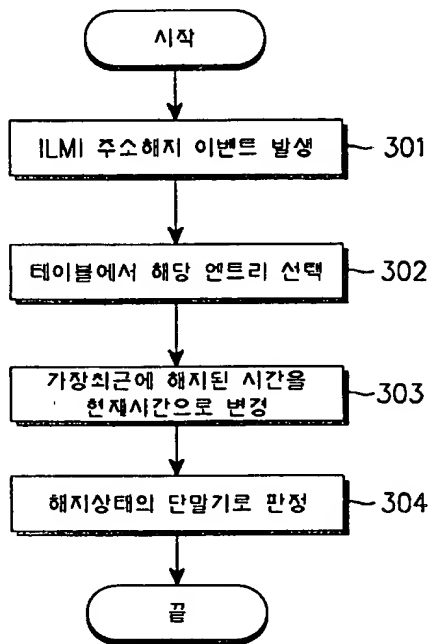 시작
ILMI 주소해지 이벤트 발생
301
테이블에서 해당 엔트리 선택
302
가장최근에 해지된 시간을
현재시간으로 변경
303
해지상태의 단말기로 판정
304
끝